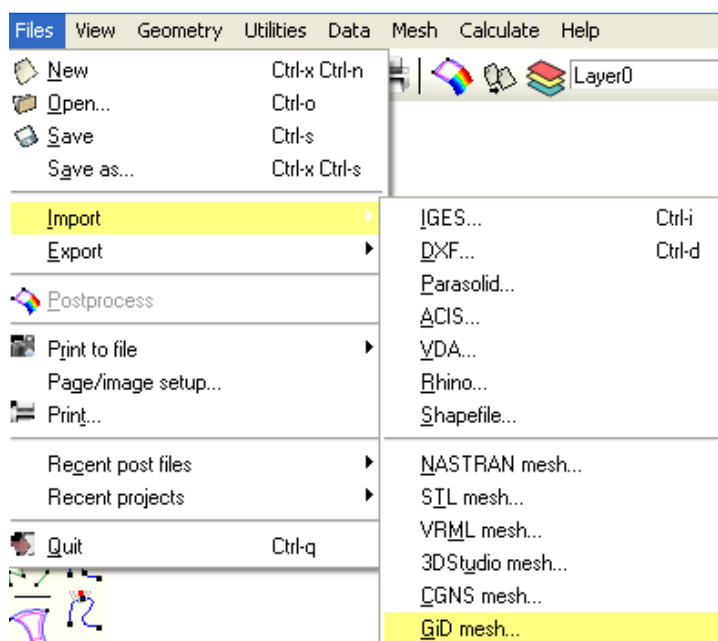 Files View Geometry Utilities Data Mesh Calculate Help
New Ctrl-x Ctrl-n
Layer0
Open... Ctrl-o
Save Ctrl-s
Save as... Ctrl-x Ctrl-s
Import
Export
Postprocess
Print to file
Page/image setup...
Print...
Recent post files
Recent projects
Quit Ctrl-q
IGES... Ctrl-i
DXF... Ctrl-d
Parasolid...
ACIS...
VDA...
Rhino...
Shapefile...
NASTRAN mesh...
STL mesh...
VRML mesh...
3DStudio mesh...
CGNS mesh...
GiD mesh...